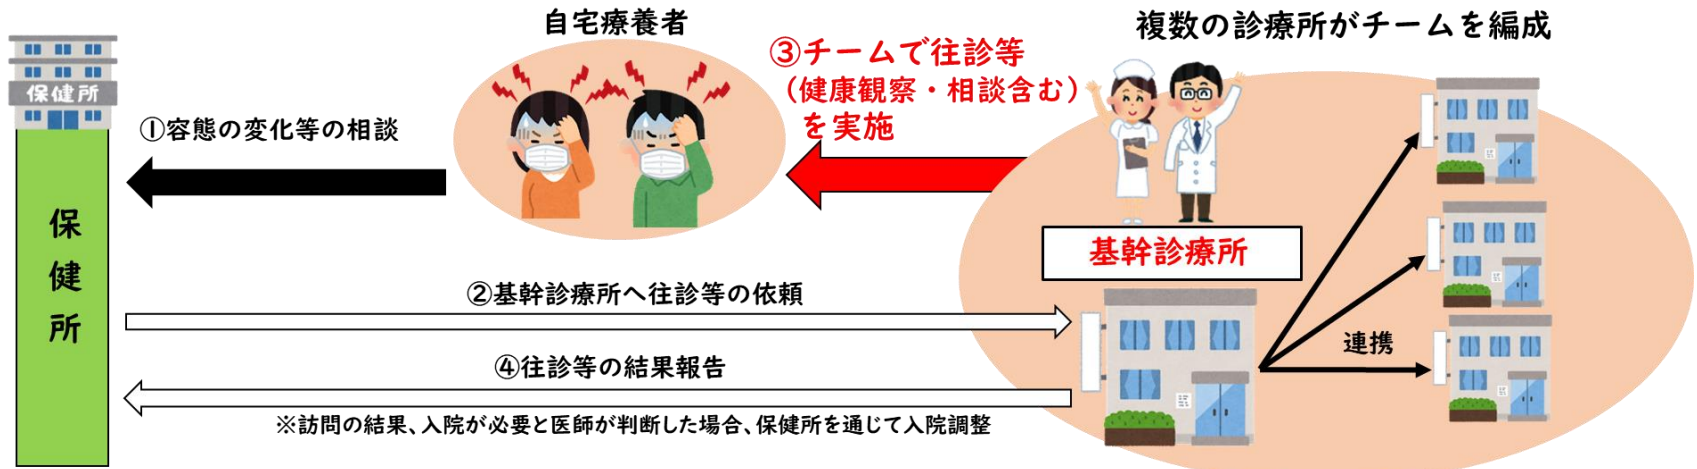 自宅療養者
複数の診療所がチームを編成
保健所
③チームで往診等
（健康観察・相談含む）
を実施
①容態の変化等の相談
保健所
基幹診療所
②基幹診療所へ往診等の依頼
連携
④往診等の結果報告
※訪問の結果、入院が必要と医師が判断した場合、保健所を通じて入院調整